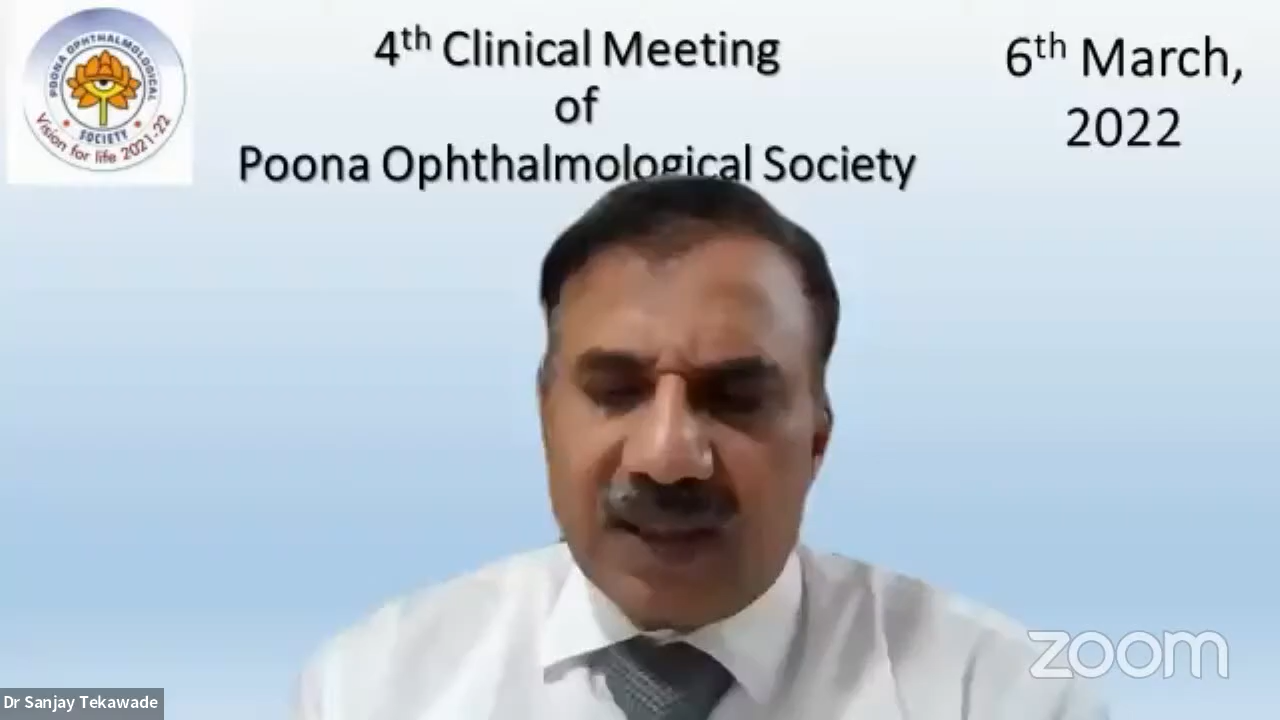 POONA OPHTHALMOLOGICAL
SOCIETY
Vision for life 2021-22
4th Clinical Meeting
of
Poona Ophthalmological Society
6th March,
2022
zoom
Dr Sanjay Tekawade